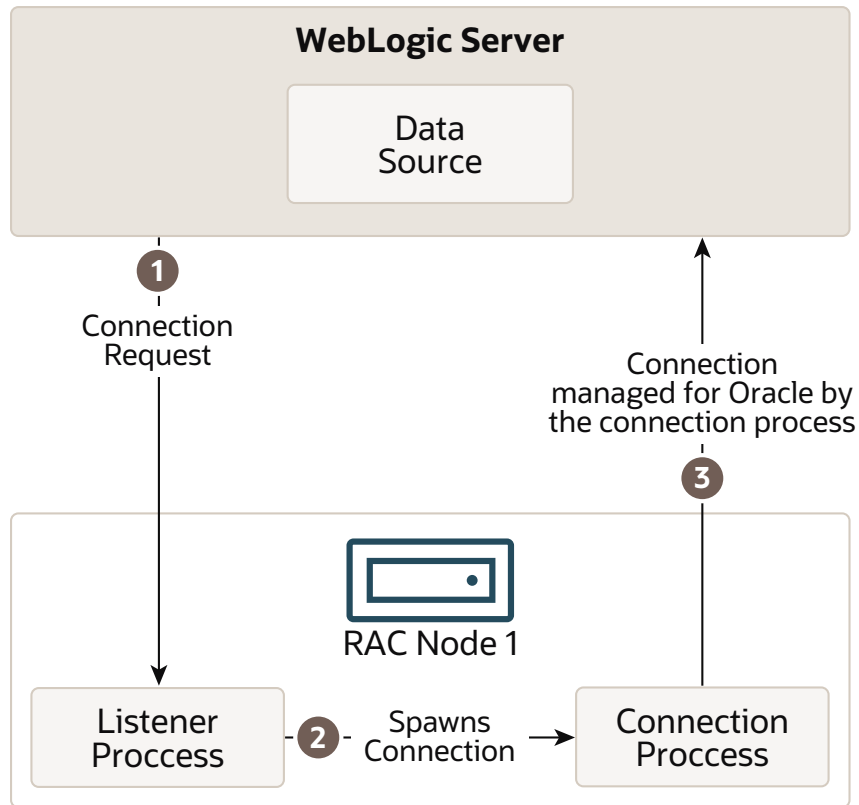 WebLogic Server
Data
Source
1
Connection
Request
Connection
managed for Oracle by
the connection process
3
RAC Node 1
Listener
Proccess
2
Spawns
Connection
Connection
Proccess